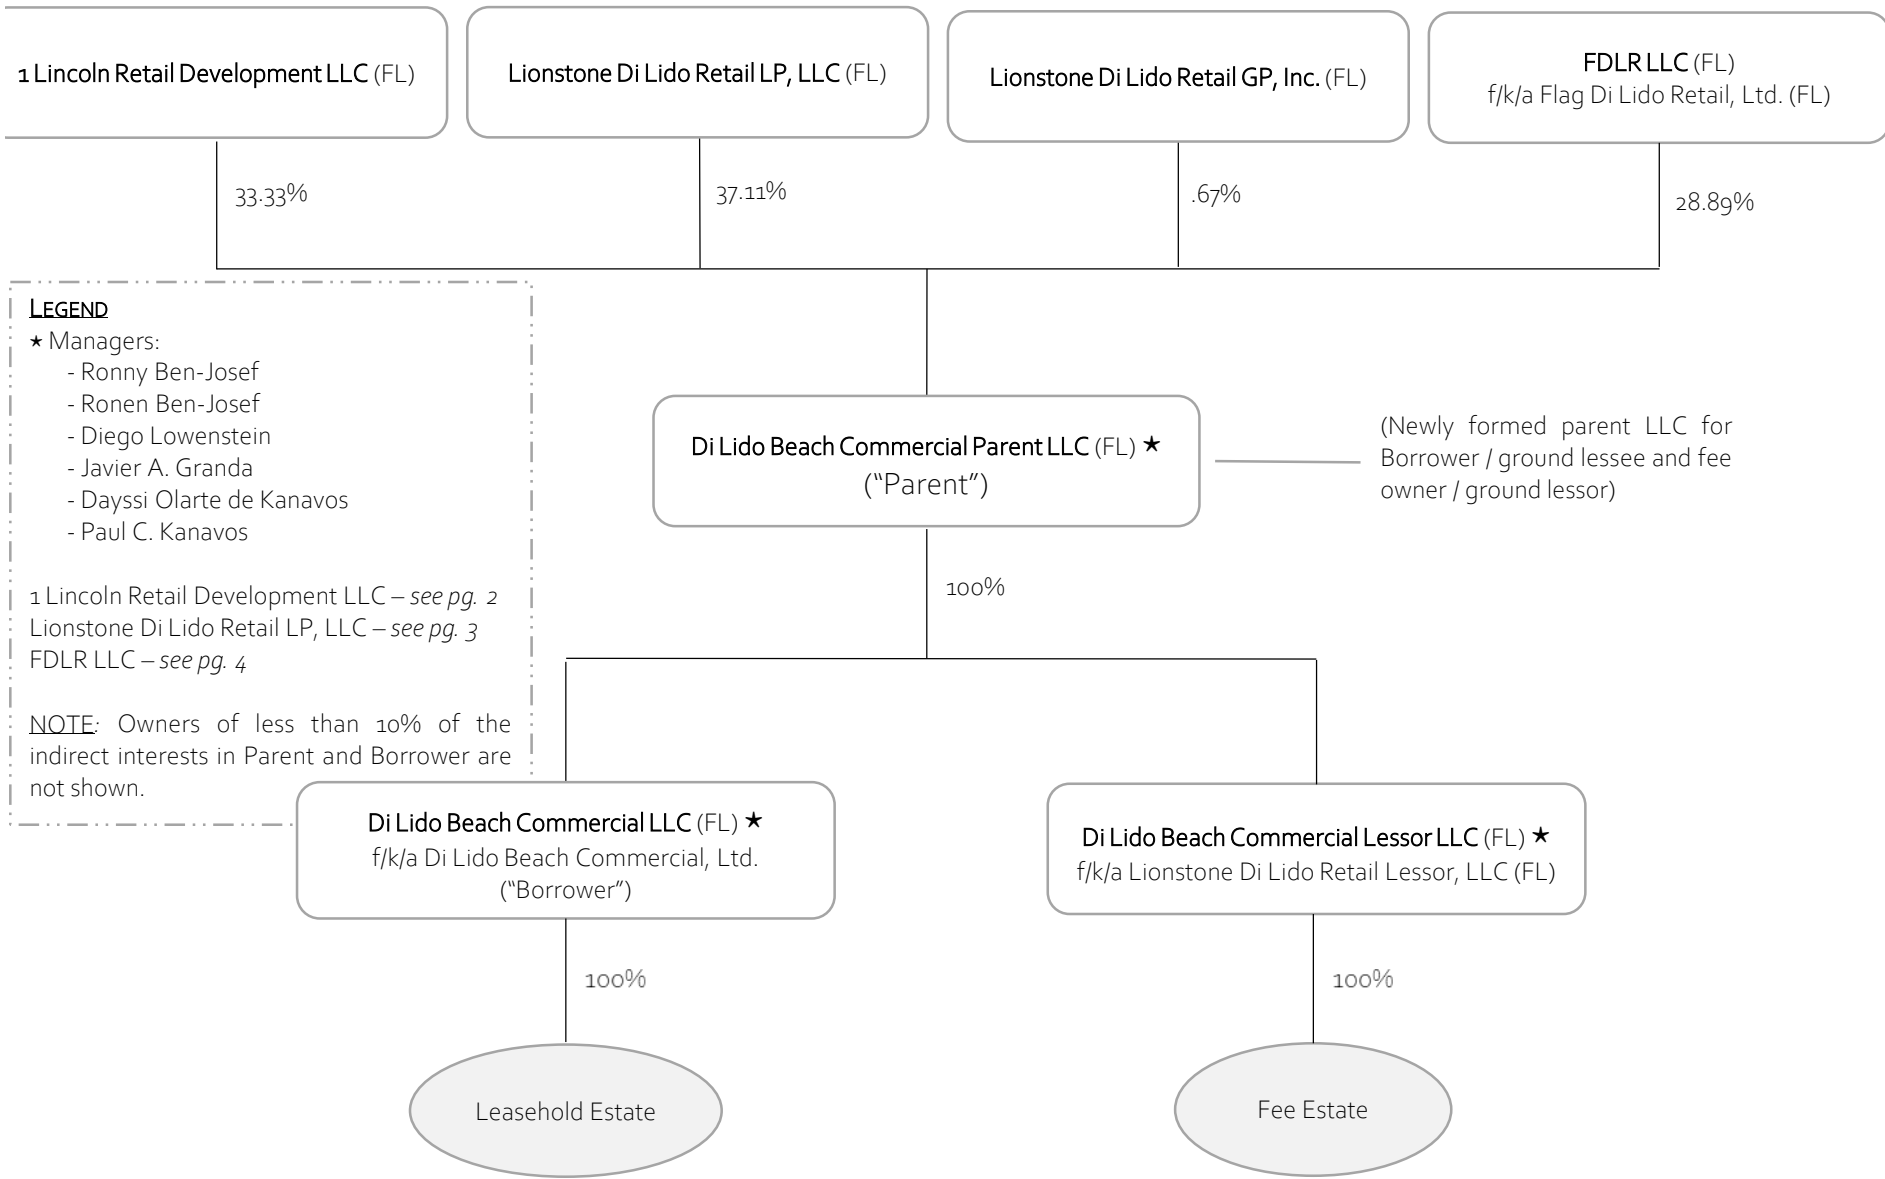 1 Lincoln Retail Development LLC (FL)
Lionstone Di Lido Retail LP, LLC (FL)
Lionstone Di Lido Retail GP, Inc. (FL)
FDLR LLC (FL)
f/k/a Flag Di Lido Retail, Ltd. (FL)
33.33%
37.11%
.67%
28.89%
LEGEND
★ Managers:
- Ronny Ben-Josef
- Ronen Ben-Josef
- Diego Lowenstein
- Javier A. Granda
- Dayssi Olarte de Kanavos
- Paul C. Kanavos
1 Lincoln Retail Development LLC – see pg. 2
Lionstone Di Lido Retail LP, LLC – see pg. 3
FDLR LLC – see pg. 4
NOTE: Owners of less than 10% of the
indirect interests in Parent and Borrower are
not shown.
Di Lido Beach Commercial Parent LLC (FL) ★
(“Parent”)
(Newly formed parent LLC for
Borrower / ground lessee and fee
owner / ground lessor)
100%
Di Lido Beach Commercial LLC (FL) ★
f/k/a Di Lido Beach Commercial, Ltd.
(“Borrower”)
Di Lido Beach Commercial Lessor LLC (FL) ★
f/k/a Lionstone Di Lido Retail Lessor, LLC (FL)
100%
100%
Leasehold Estate
Fee Estate